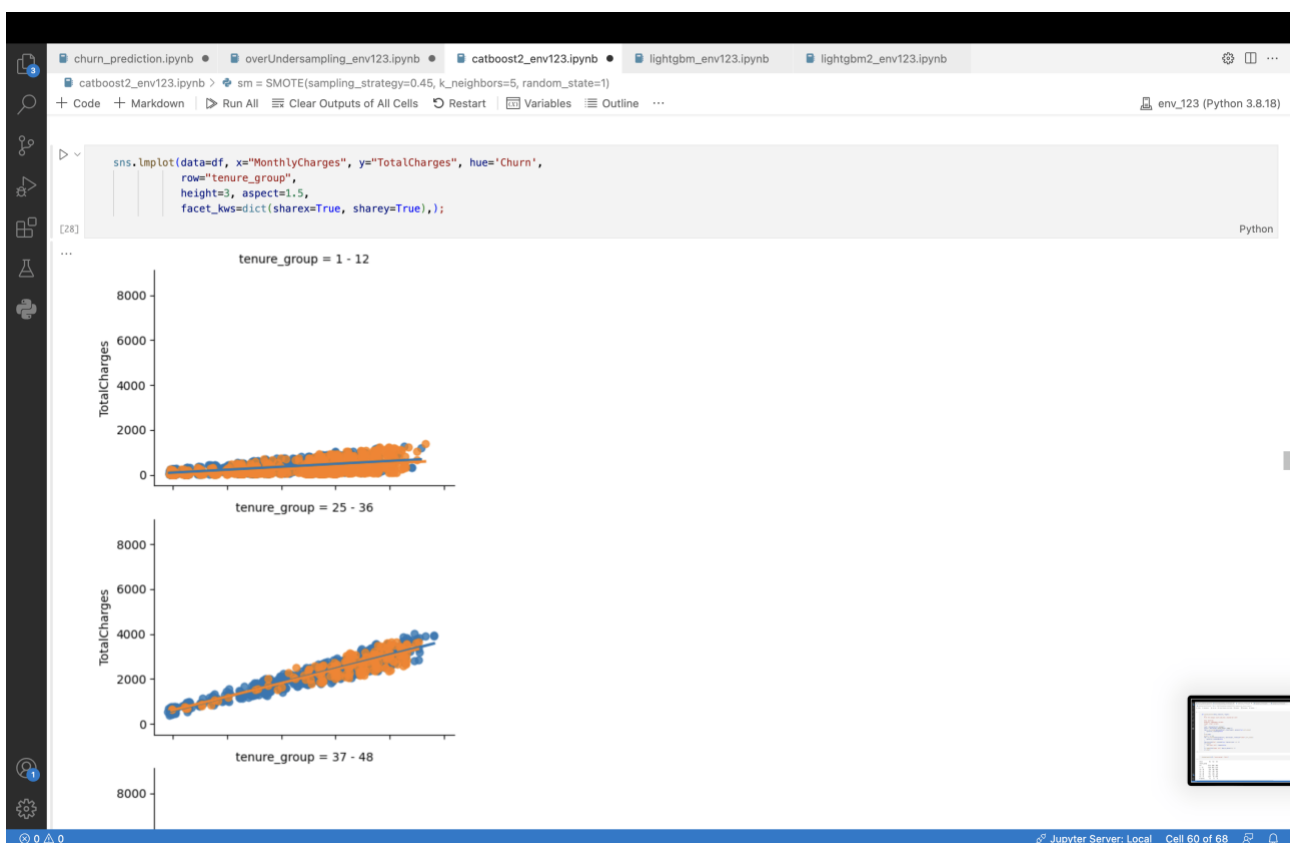 churn_prediction.ipynb ● overUndersampling_env123.ipynb ● catboost2_env123.ipynb ● lightgbm_env123.ipynb lightgbm2_env123.ipynb
3
catboost2_env123.ipynb > sm = SMOTE(sampling_strategy=0.45, k_neighbors=5, random_state=1)
+ Code + Markdown Run All Clear Outputs of All Cells Restart Variables Outline ···
env_123 (Python 3.8.18)
sns.lmplot(data=df, x="MonthlyCharges", y="TotalCharges", hue='Churn',
row="tenure_group",
height=3, aspect=1.5,
facet_kws=dict(sharex=True, sharey=True),);
[28]
Python
...
tenure_group = 1 - 12
8000
6000
4000
2000
0
TotalCharges
tenure_group = 25 - 36
8000
6000
4000
2000
0
TotalCharges
tenure_group = 37 - 48
8000
1
0 0
Jupyter Server: Local Cell 60 of 68